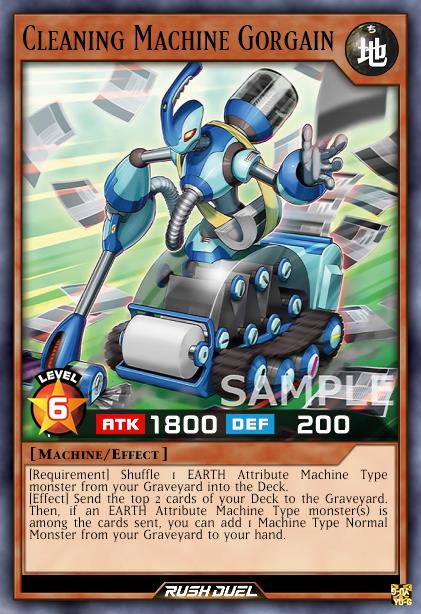 CLEANING MACHINE GORGAIN
ち
地
SAMPLE
LEVEL
6
ATK 1800 DEF 200
[MACHINE/EFFECT]
[Requirement] Shuffle 1 EARTH Attribute Machine Type
monster from your Graveyard into the Deck.
[Effect] Send the top 2 cards of your Deck to the Graveyard.
Then, if an EARTH Attribute Machine Type monster(s) is
among the cards sent, you can add 1 Machine Type Normal
Monster from your Graveyard to your hand.
RUSH DUEL